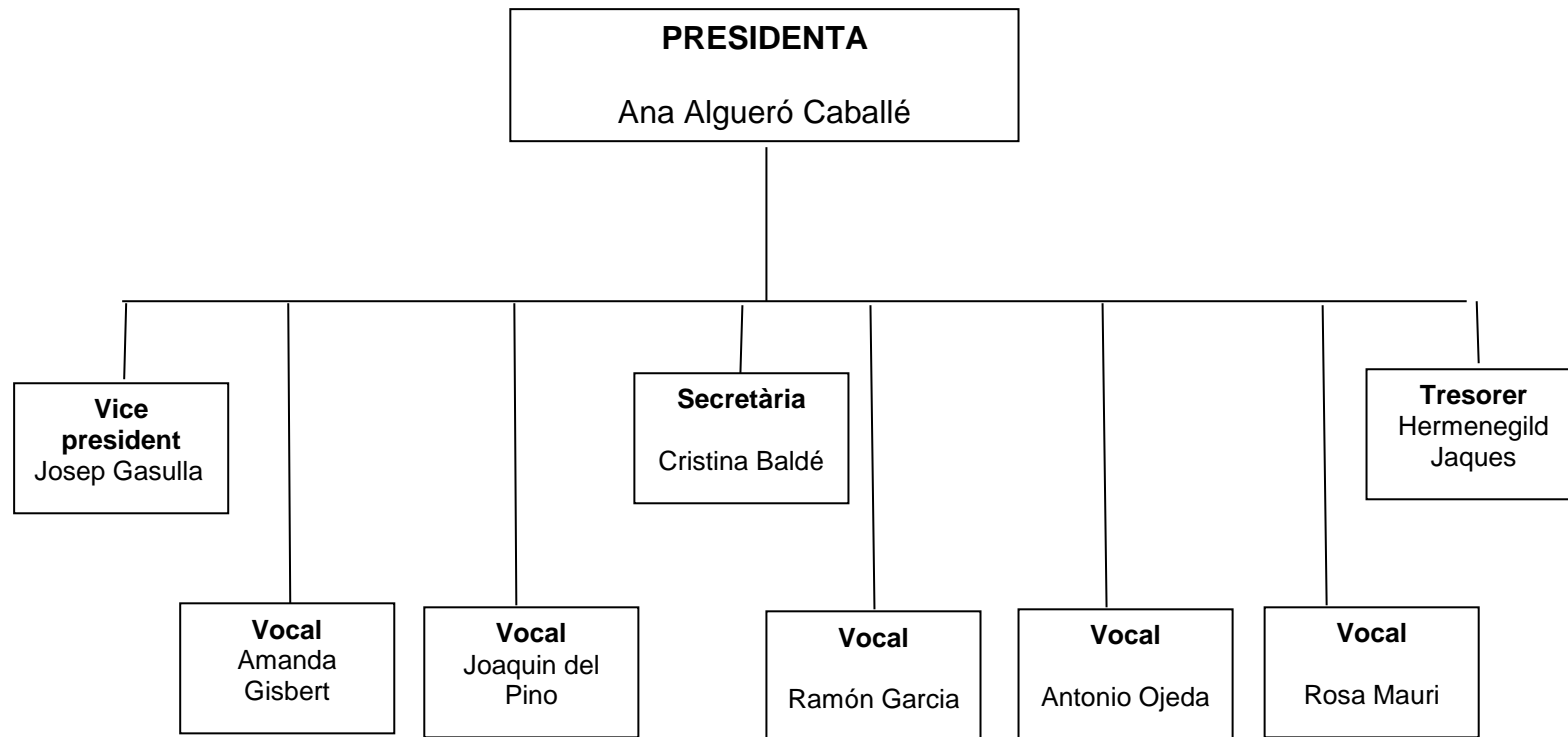 PRESIDENTA
Ana Algueró Caballé
Vice
president
Josep Gasulla
Secretària
Cristina Baldé
Tresorer
Hermenegild
Jaques
Vocal
Amanda
Gisbert
Vocal
Joaquin del
Pino
Vocal
Ramón Garcia
Vocal
Antonio Ojeda
Vocal
Rosa Mauri